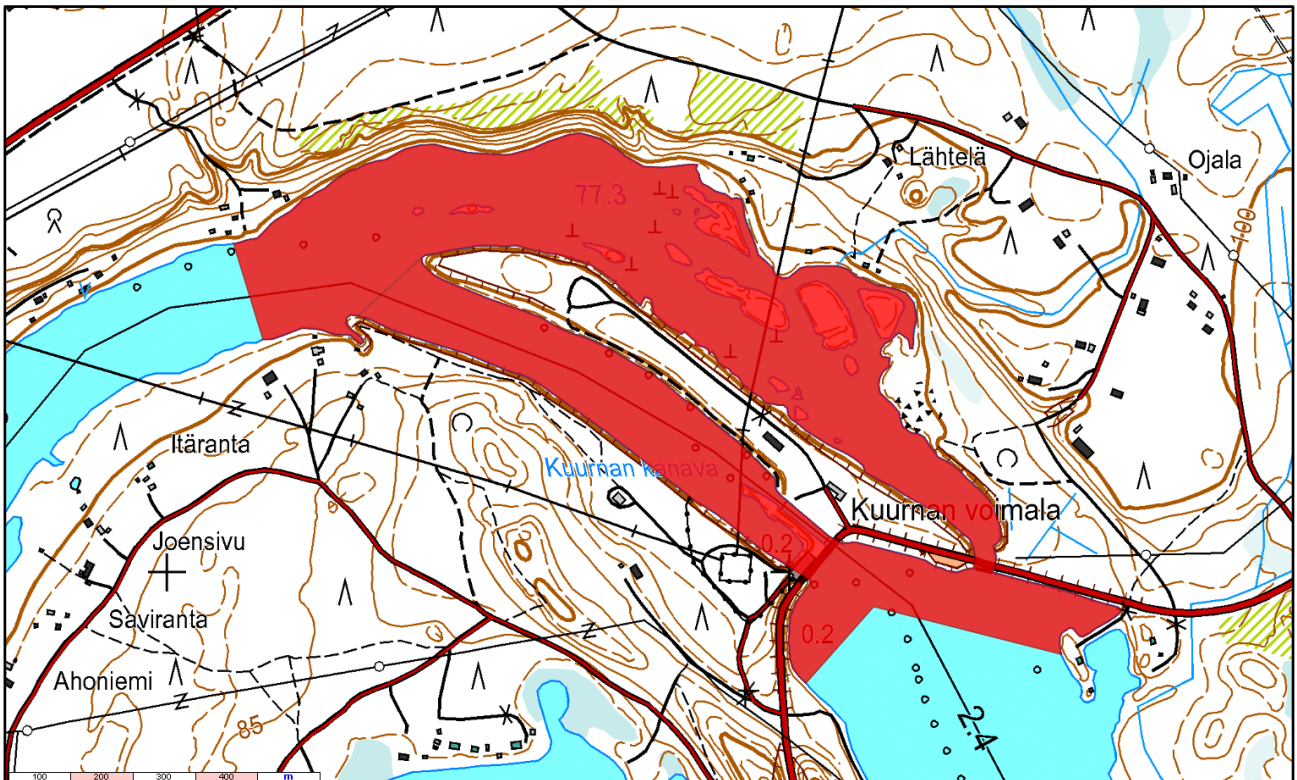 Lähtelä
Ojala
77.3
100
Itäranta
Kuurnan kanava
Kuurnan voimala
0.2
Joensivu
Saviranta
0.2
Ahoniemi
85
2.4
100 200 300 400 m